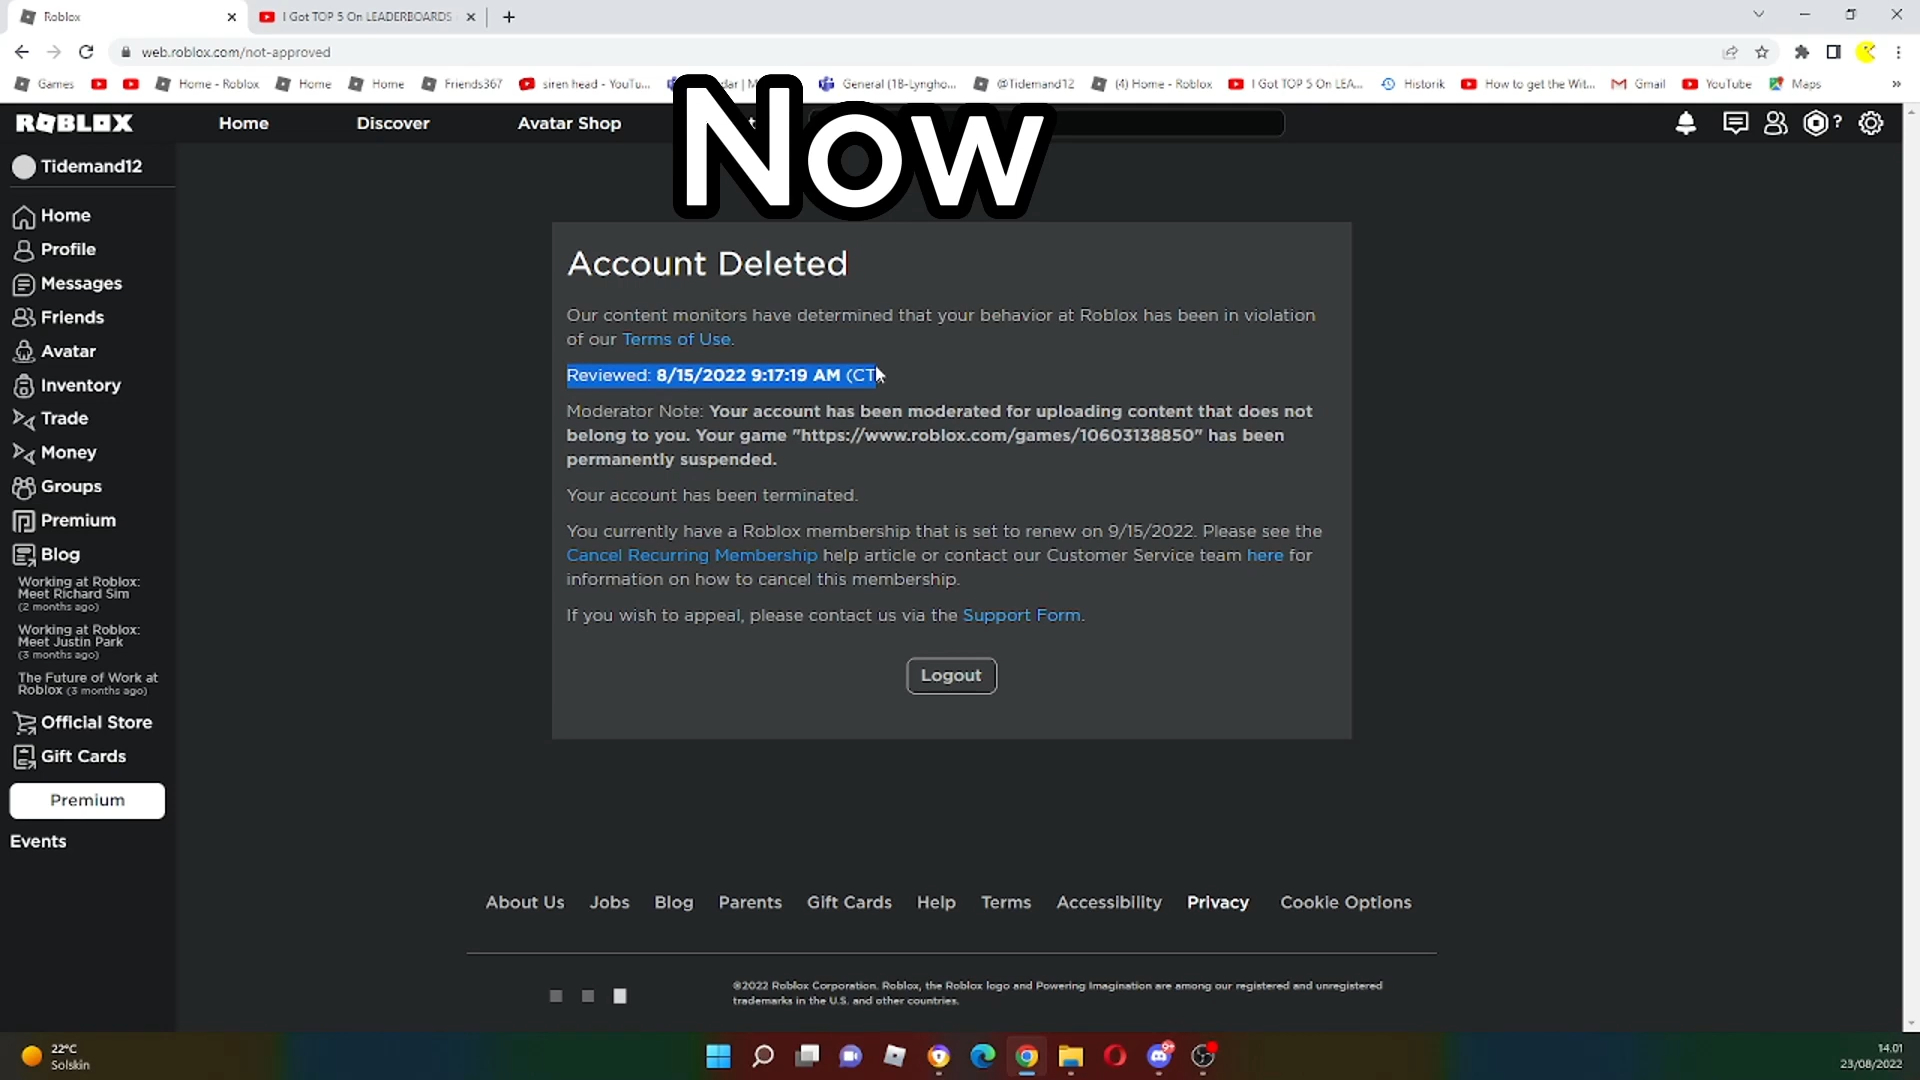 Roblox
I Got TOP 5 On LEADERBOARDS
web.roblox.com/not-approved
Games
Home - Roblox
Home
Home
Friends367
siren head - YouTu...
General (1B-Lyngho...
@Tidemand12
(4) Home - Roblox
I Got TOP 5 On LEA...
Historik
How to get the Wit...
Gmail
YouTube
Maps
»
Now
ROBLOX
Home
Discover
Avatar Shop
?
Tidemand12
Home
Profile
Messages
Friends
Avatar
Inventory
Trade
Money
Groups
Premium
Blog
Working at Roblox:
Meet Richard Sim
(2 months ago)
Working at Roblox:
Meet Justin Park
(3 months ago)
The Future of Work at
Roblox (3 months ago)
Official Store
Gift Cards
Premium
Events
Account Deleted
Our content monitors have determined that your behavior at Roblox has been in violation
of our Terms of Use.
Reviewed: 8/15/2022 9:17:19 AM (CT
Moderator Note: Your account has been moderated for uploading content that does not
belong to you. Your game "https://www.roblox.com/games/10603138850" has been
permanently suspended.
Your account has been terminated.
You currently have a Roblox membership that is set to renew on 9/15/2022. Please see the
Cancel Recurring Membership help article or contact our Customer Service team here for
information on how to cancel this membership.
If you wish to appeal, please contact us via the Support Form.
Logout
About Us
Jobs
Blog
Parents
Gift Cards
Help
Terms
Accessibility
Privacy
Cookie Options
©2022 Roblox Corporation. Roblox, the Roblox logo and Powering Imagination are among our registered and unregistered
trademarks in the U.S. and other countries.
22°C
Solskin
14.01
23/08/2022